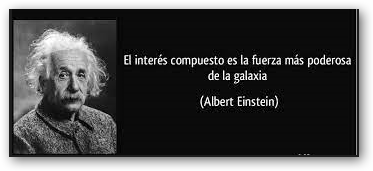 El interés compuesto es la fuerza más poderosa
de la galaxia
(Albert Einstein)